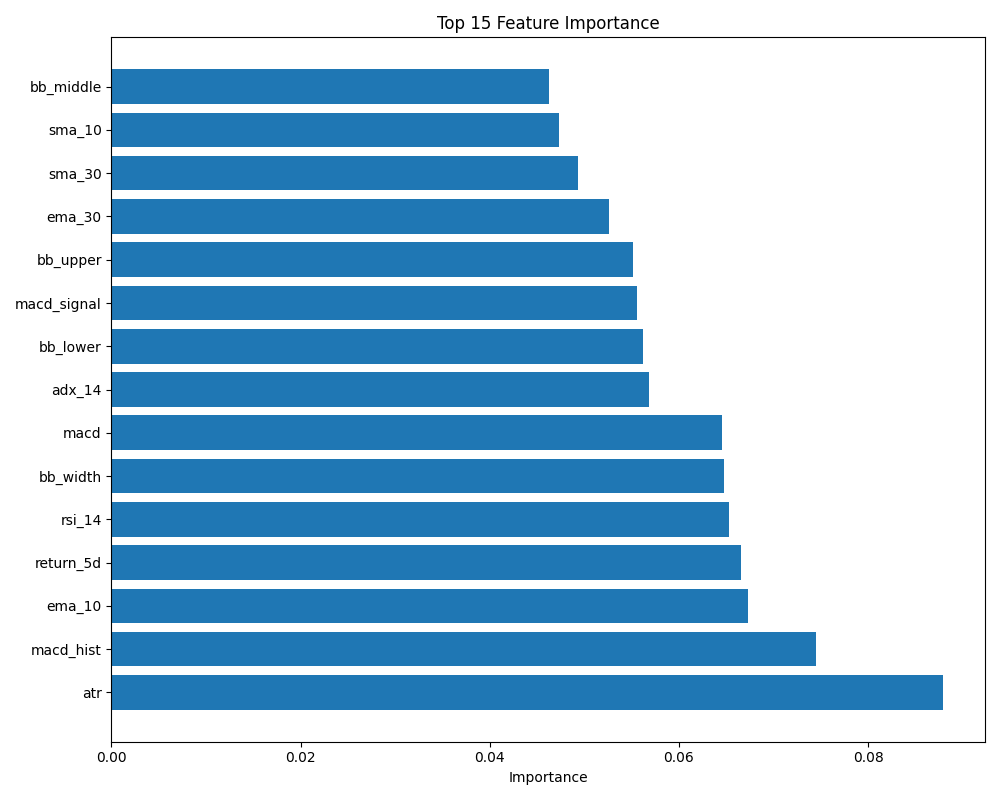 Top 15 Feature Importance
bb_middle
sma_10
sma_30
ema_30
bb_upper
macd_signal
bb_lower
adx_14
macd
bb_width
rsi_14
return_5d
ema_10
macd_hist
atr
0.00 0.02 0.04 0.06 0.08
Importance